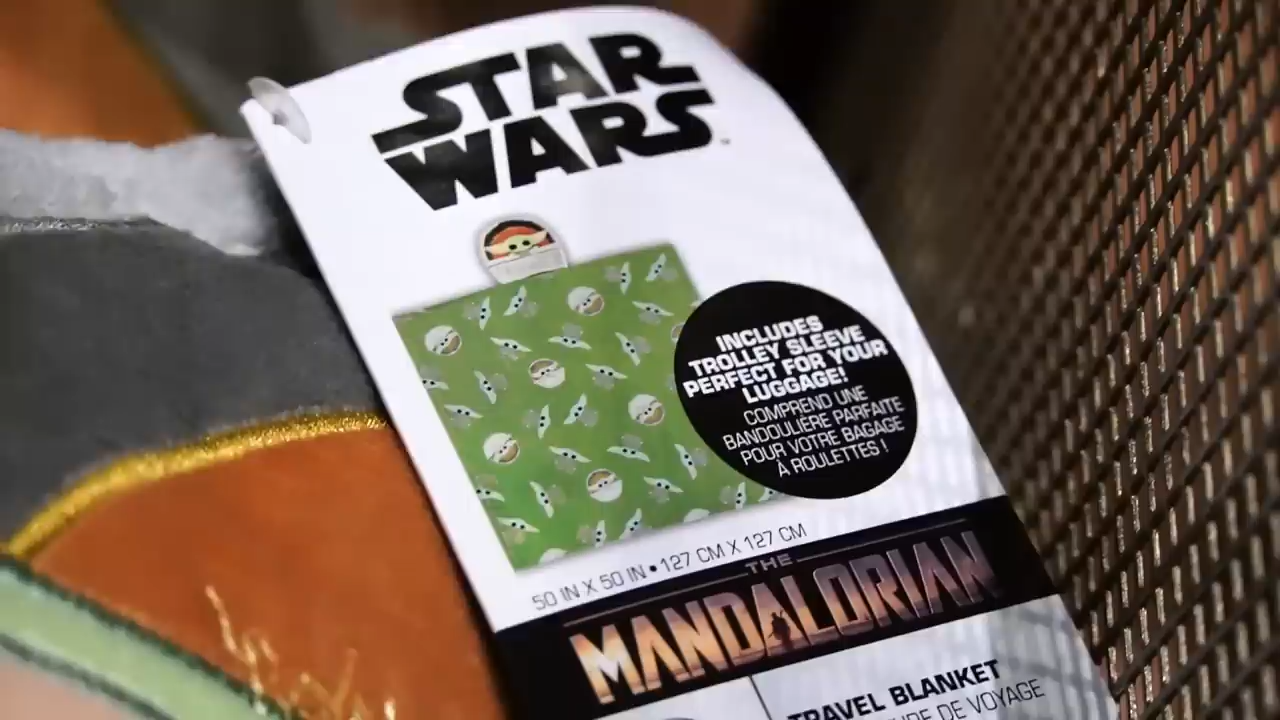 STAR
WARS
INCLUDES
TROLLEY SLEEVE
PERFECT FOR YOUR
LUGGAGE!
COMPREND UNE
BANDOULIÈRE PARFAITE
POUR VOTRE BAGAGE
À ROULETTES !
50 IN X 50 IN • 127 CM X 127 CM
THE
MANDALORIAN
TRAVEL BLANKET
DE VOYAGE